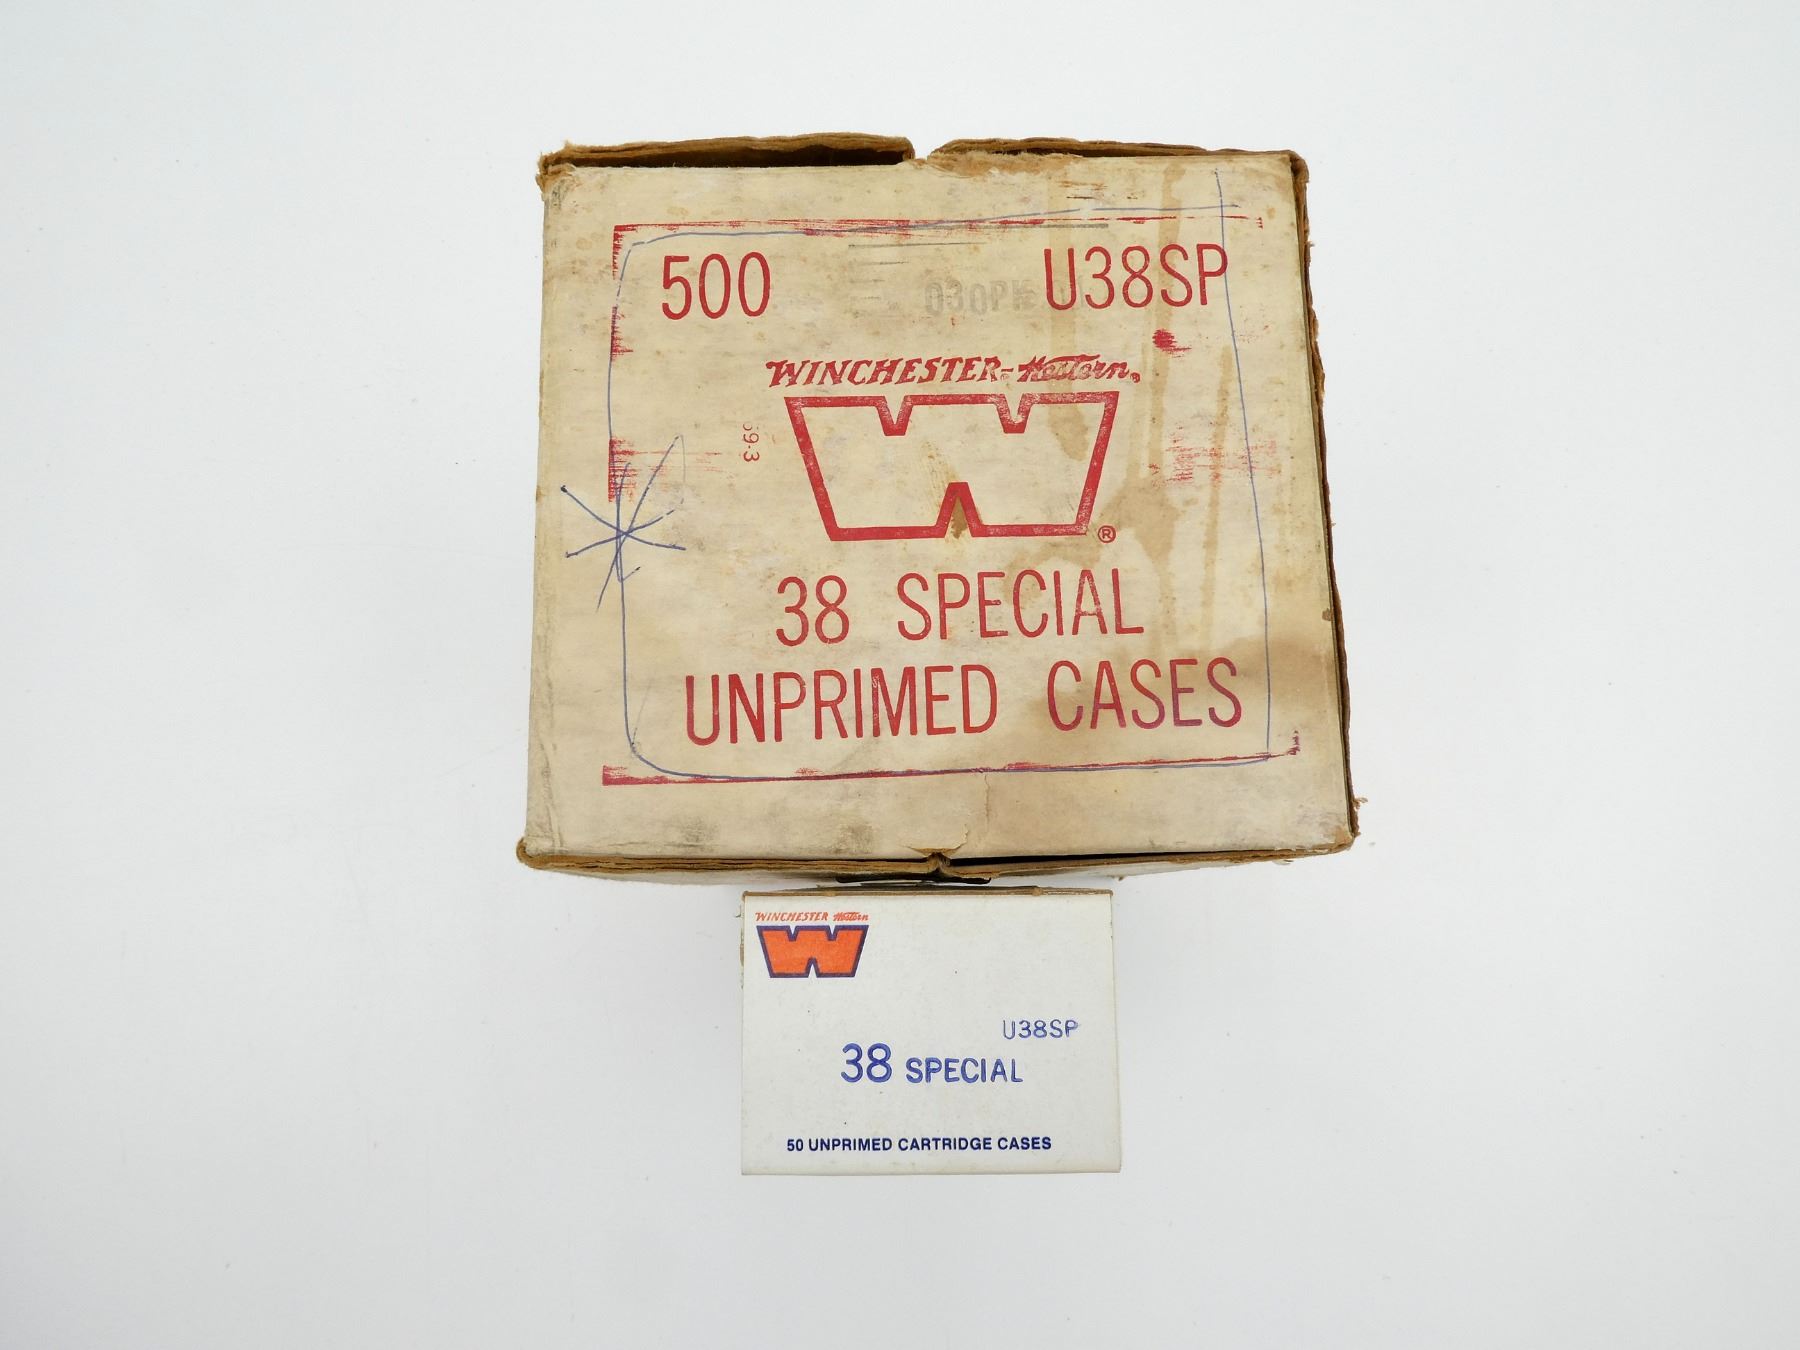 500 U38SP
WINCHESTER-Western
W
®
38 SPECIAL
UNPRIMED CASES
WINCHESTER Western
W
U38SP
38 SPECIAL
50 UNPRIMED CARTRIDGE CASES